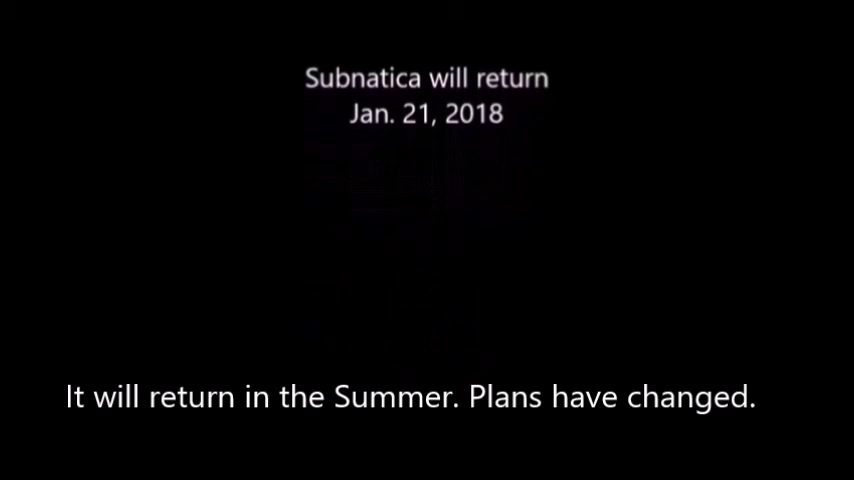 Subnatica will return
Jan. 21, 2018
It will return in the Summer. Plans have changed.